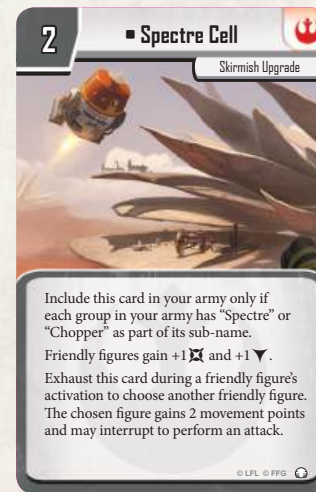 2
▪ Spectre Cell
Skirmish Upgrade
Include this card in your army only if
each group in your army has “Spectre” or
“Chopper” as part of its sub-name.
Friendly figures gain +1 and +1.
Exhaust this card during a friendly figure’s
activation to choose another friendly figure.
The chosen figure gains 2 movement points
and may interrupt to perform an attack.
© LFL © FFG